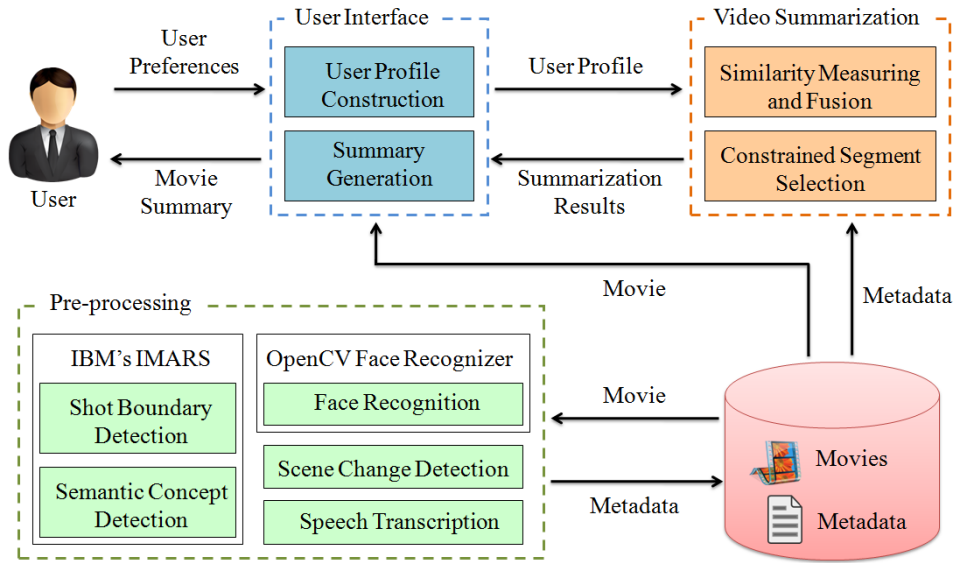 User Interface
Video Summarization
User
Preferences
User Profile
Construction
User Profile
Similarity Measuring
and Fusion
Movie
Summary
Summary
Generation
Summarization
Results
Constrained Segment
Selection
User
Movie
Metadata
Pre-processing
IBM's IMARS
Shot Boundary
Detection
Semantic Concept
Detection
OpenCV Face Recognizer
Face Recognition
Scene Change Detection
Speech Transcription
Movie
Metadata
Movies
Metadata